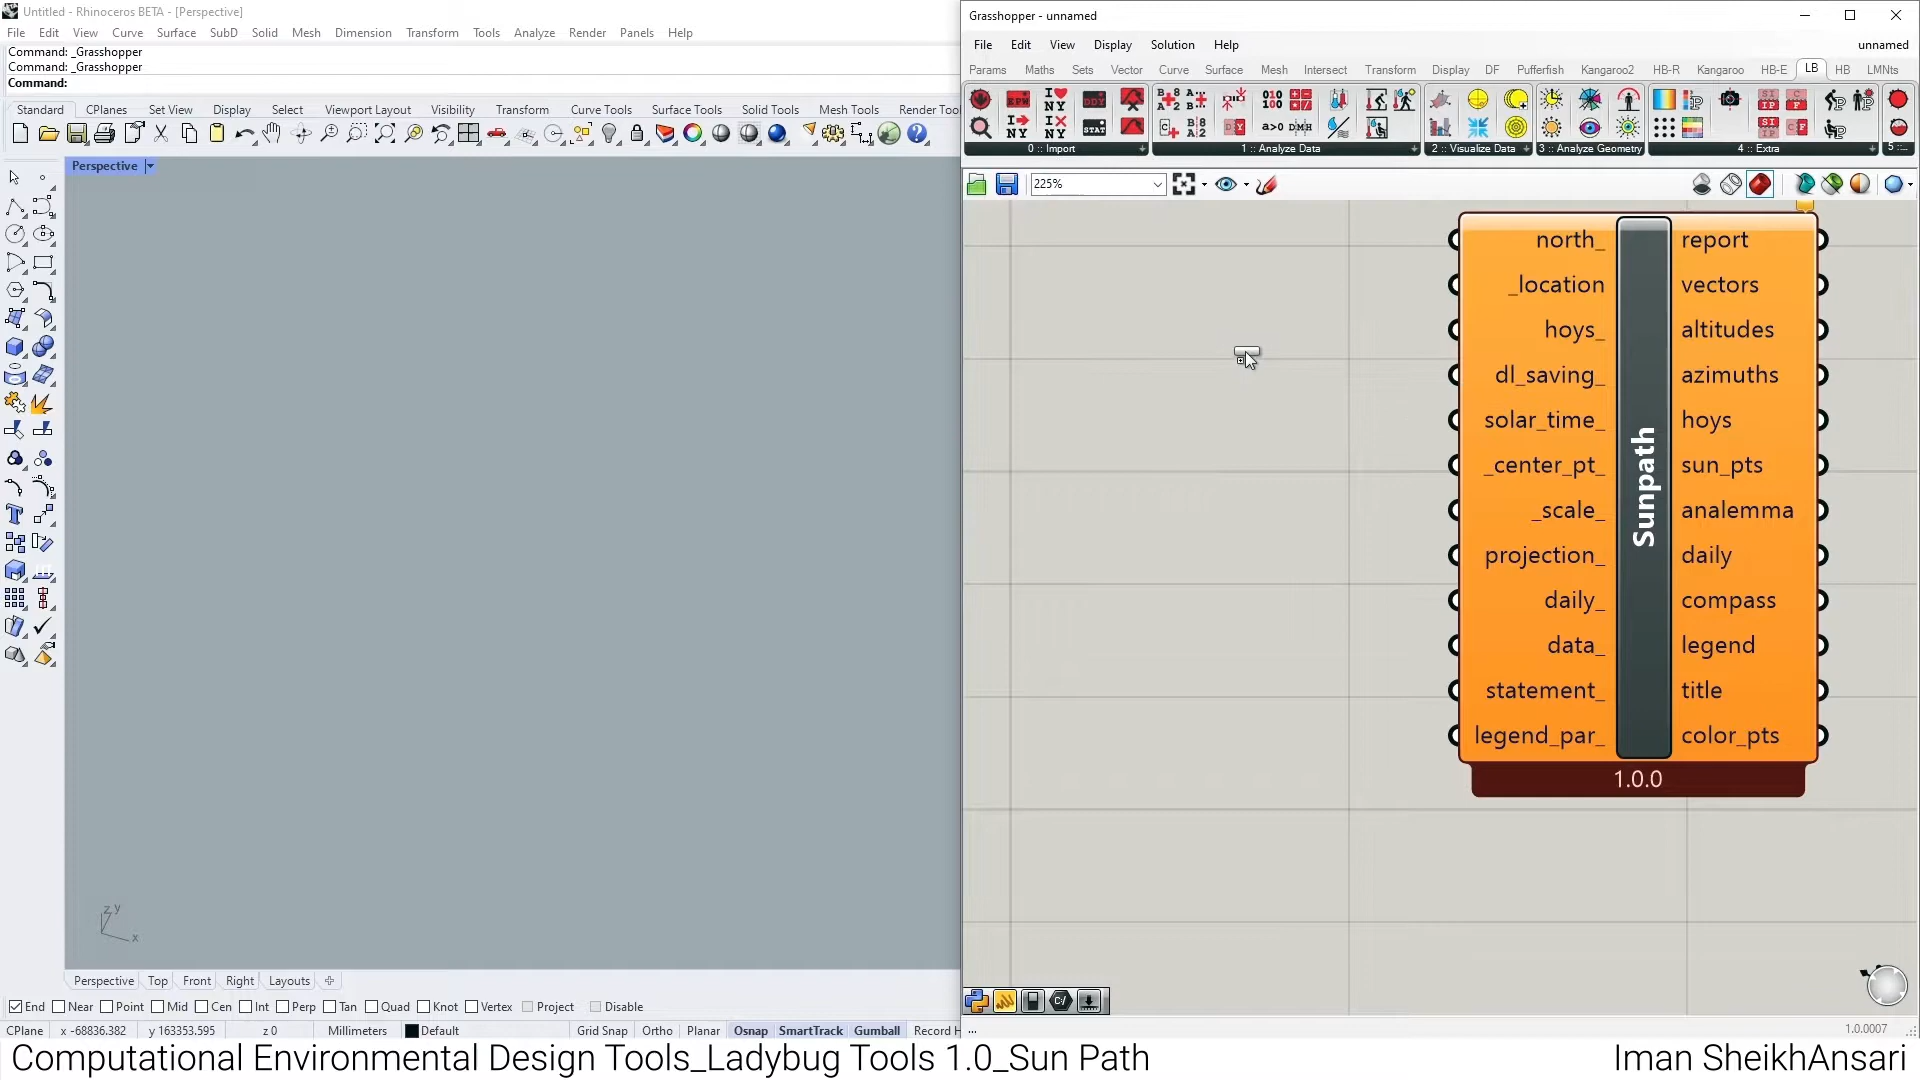 Untitled - Rhinoceros BETA - [Perspective]
File Edit View Curve Surface SubD Solid Mesh Dimension Transform Tools Analyze Render Panels Help
Command: _Grasshopper
Command: _Grasshopper
Command:
Standard CPlanes Set View Display Select Viewport Layout Visibility Transform Curve Tools Surface Tools Solid Tools Mesh Tools Render Tool
Perspective
z y
x
Perspective Top Front Right Layouts
End Near Point Mid Cen Int Perp Tan Quad Knot Vertex Project Disable
CPlane x -68836.382 y 163353.595 z 0 Millimeters Default Grid Snap Ortho Planar Osnap SmartTrack Gumball Record H
Grasshopper - unnamed
File Edit View Display Solution Help unnamed
Params Maths Sets Vector Curve Surface Mesh Intersect Transform Display DF Pufferfish Kangaroo2 HB-R Kangaroo HB-E LB HB LMNts
0 :: Import 1 :: Analyze Data 2 :: Visualize Data 3 :: Analyze Geometry 4 :: Extra 5 ::...
225%
north_ report
_location vectors
hoys_ altitudes
dl_saving_ azimuths
solar_time_ hoys
_center_pt_ sun_pts
_scale_ analemma
projection_ daily
daily_ compass
data_ legend
statement_ title
legend_par_ color_pts
Sunpath
1.0.0
... 1.0.0007
Computational Environmental Design Tools_Ladybug Tools 1.0_Sun Path
Iman SheikhAnsari